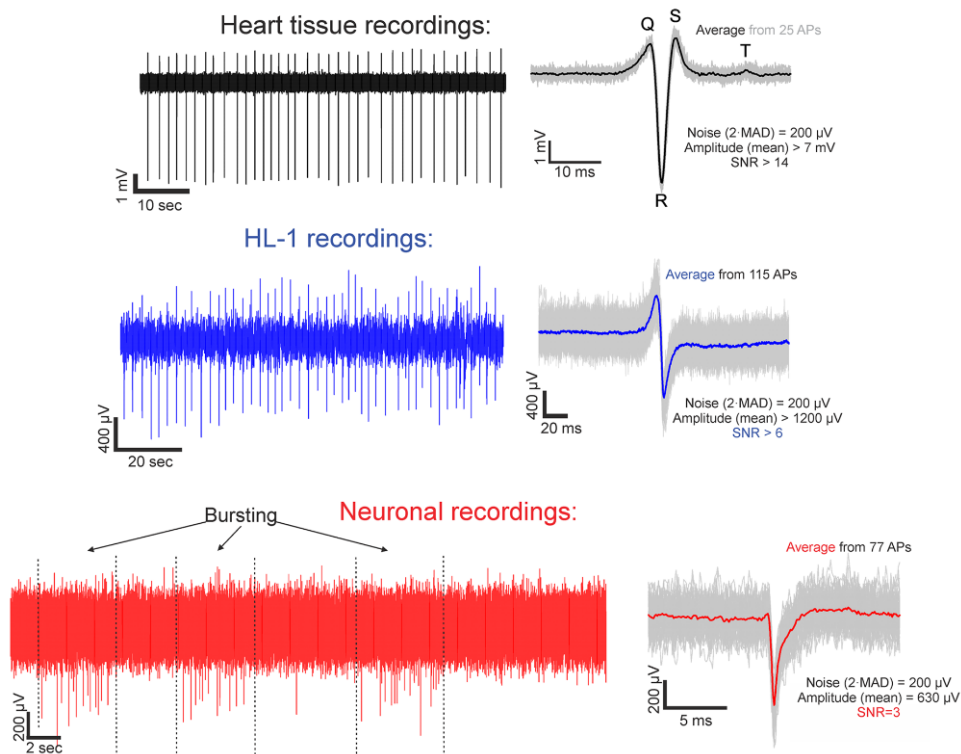 Heart tissue recordings:
1 mV
10 sec
Q
S
Average from 25 APs
T
R
1 mV
10 ms
Noise (2·MAD) = 200 µV
Amplitude (mean) > 7 mV
SNR > 14
HL-1 recordings:
400 µV
20 sec
Average from 115 APs
400 µV
20 ms
Noise (2·MAD) = 200 µV
Amplitude (mean) > 1200 µV
SNR > 6
Bursting
Neuronal recordings:
200 µV
2 sec
Average from 77 APs
200 µV
5 ms
Noise (2·MAD) = 200 µV
Amplitude (mean) = 630 µV
SNR=3